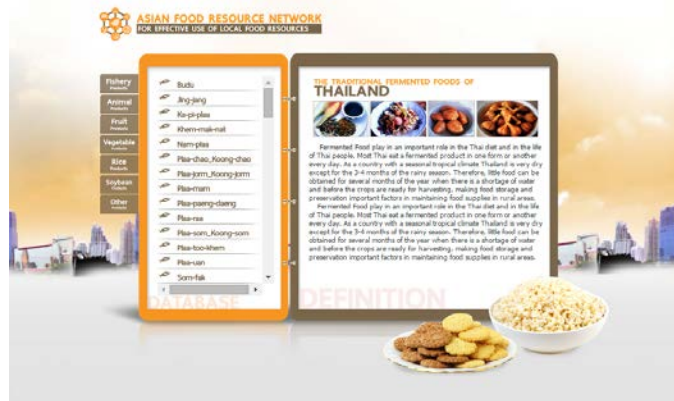 ASIAN FOOD RESOURCE NETWORK
FOR EFFECTIVE USE OF LOCAL FOOD RESOURCES
Fishery
Products
Animal
Products
Fruit
Products
Vegetable
Products
Rice
Products
Soybean
Products
Other
Products
Budu
Jing-jang
Ka-pi-plaa
Khem-mak-nat
Nam-plaa
Plaa-chao_Koong-chao
Plaa-jorm_Koong-jorm
Plaa-mam
Plaa-paeng-daeng
Plaa-raa
Plaa-som_Koong-som
Plaa-too-khem
Plaa-uan
Som-fak
DATABASE
THE TRADITIONAL FERMENTED FOODS OF
THAILAND
Fermented Food play in an important role in the Thai diet and in the life
of Thai people. Most Thai eat a fermented product in one form or another
every day. As a country with a seasonal tropical climate Thailand is very dry
except for the 3-4 months of the rainy season. Therefore, little food can be
obtained for several months of the year when there is a shortage of water
and before the crops are ready for harvesting, making food storage and
preservation important factors in maintaining food supplies in rural areas.
Fermented Food play in an important role in the Thai diet and in the life
of Thai people. Most Thai eat a fermented product in one form or another
every day. As a country with a seasonal tropical climate Thailand is very dry
except for the 3-4 months of the rainy season. Therefore, little food can be
obtained for several months of the year when there is a shortage of water
and before the crops are ready for harvesting, making food storage and
preservation important factors in maintaining food supplies in rural areas.
DEFINITION